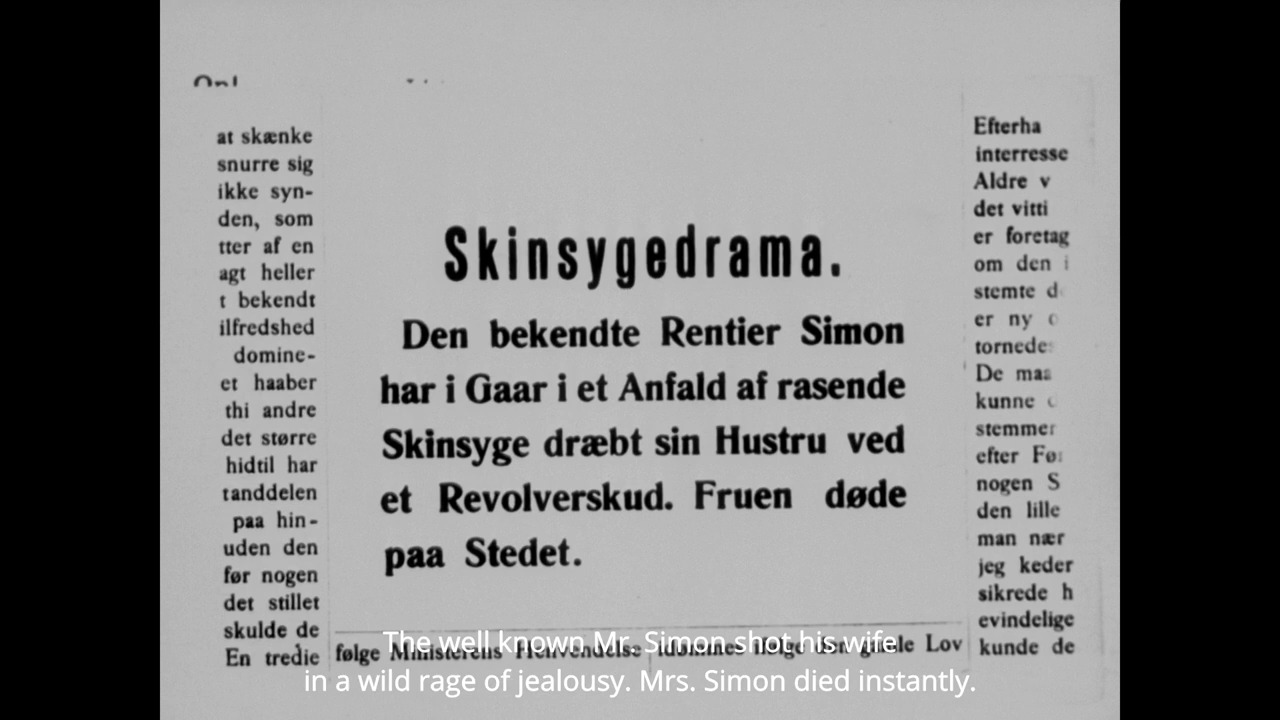 at skænke
snurre sig
ikke syn-
den, som
tter af en
agt heller
t bekendt
ilfredshed
domine-
et haaber
thi andre
det større
hidtil har
tanddelen
paa hin-
uden den
før nogen
det stillet
skulde de
En tredie
Skinsygedrama.
Den bekendte Rentier Simon
har i Gaar i et Anfald af rasende
Skinsyge dræbt sin Hustru ved
et Revolverskud. Fruen døde
paa Stedet.
følge Ministerens Henvendelse
Lov
Efterha
interresse
Aldre v
det vitti
er foretag
om den i
stemte d
er ny
tornede
De maa
kunne
stemmer
efter Før
nogen S
den lille
man nær
jeg keder
sikrede h
evindelige
kunde de
The well known Mr. Simon shot his wife
in a wild rage of jealousy. Mrs. Simon died instantly.